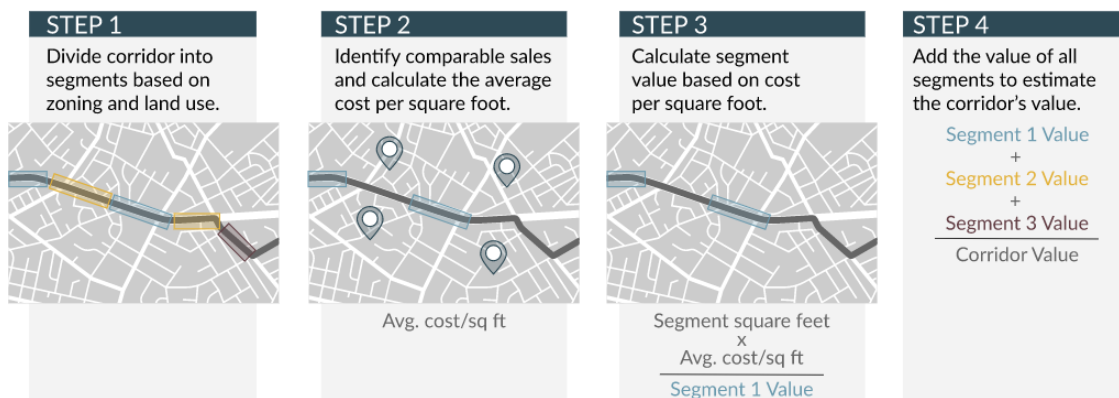 STEP 1
Divide corridor into
segments based on
zoning and land use.
STEP 2
Identify comparable sales
and calculate the average
cost per square foot.
Avg. cost/sq ft
STEP 3
Calculate segment
value based on cost
per square foot.
Segment square feet
x
Avg. cost/sq ft
Segment 1 Value
STEP 4
Add the value of all
segments to estimate
the corridor's value.
Segment 1 Value
+
Segment 2 Value
+
Segment 3 Value
Corridor Value